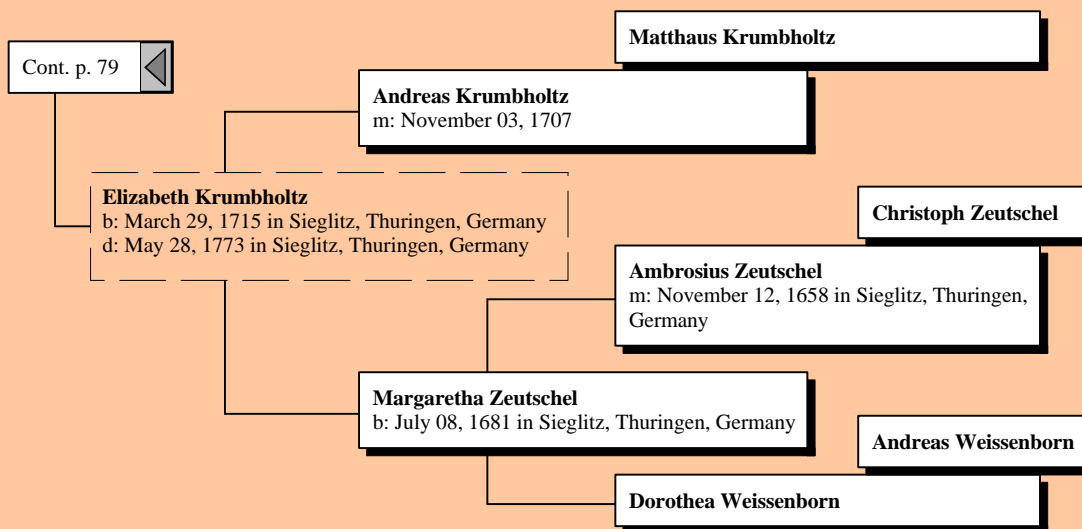 Matthaus Krumbholtz
Cont. p. 79
Andreas Krumbholtz
m: November 03, 1707
Elizabeth Krumbholtz
b: March 29, 1715 in Sieglitz, Thuringen, Germany
d: May 28, 1773 in Sieglitz, Thuringen, Germany
Christoph Zeutschel
Ambrosius Zeutschel
m: November 12, 1658 in Sieglitz, Thuringen,
Germany
Margaretha Zeutschel
b: July 08, 1681 in Sieglitz, Thuringen, Germany
Andreas Weissenborn
Dorothea Weissenborn